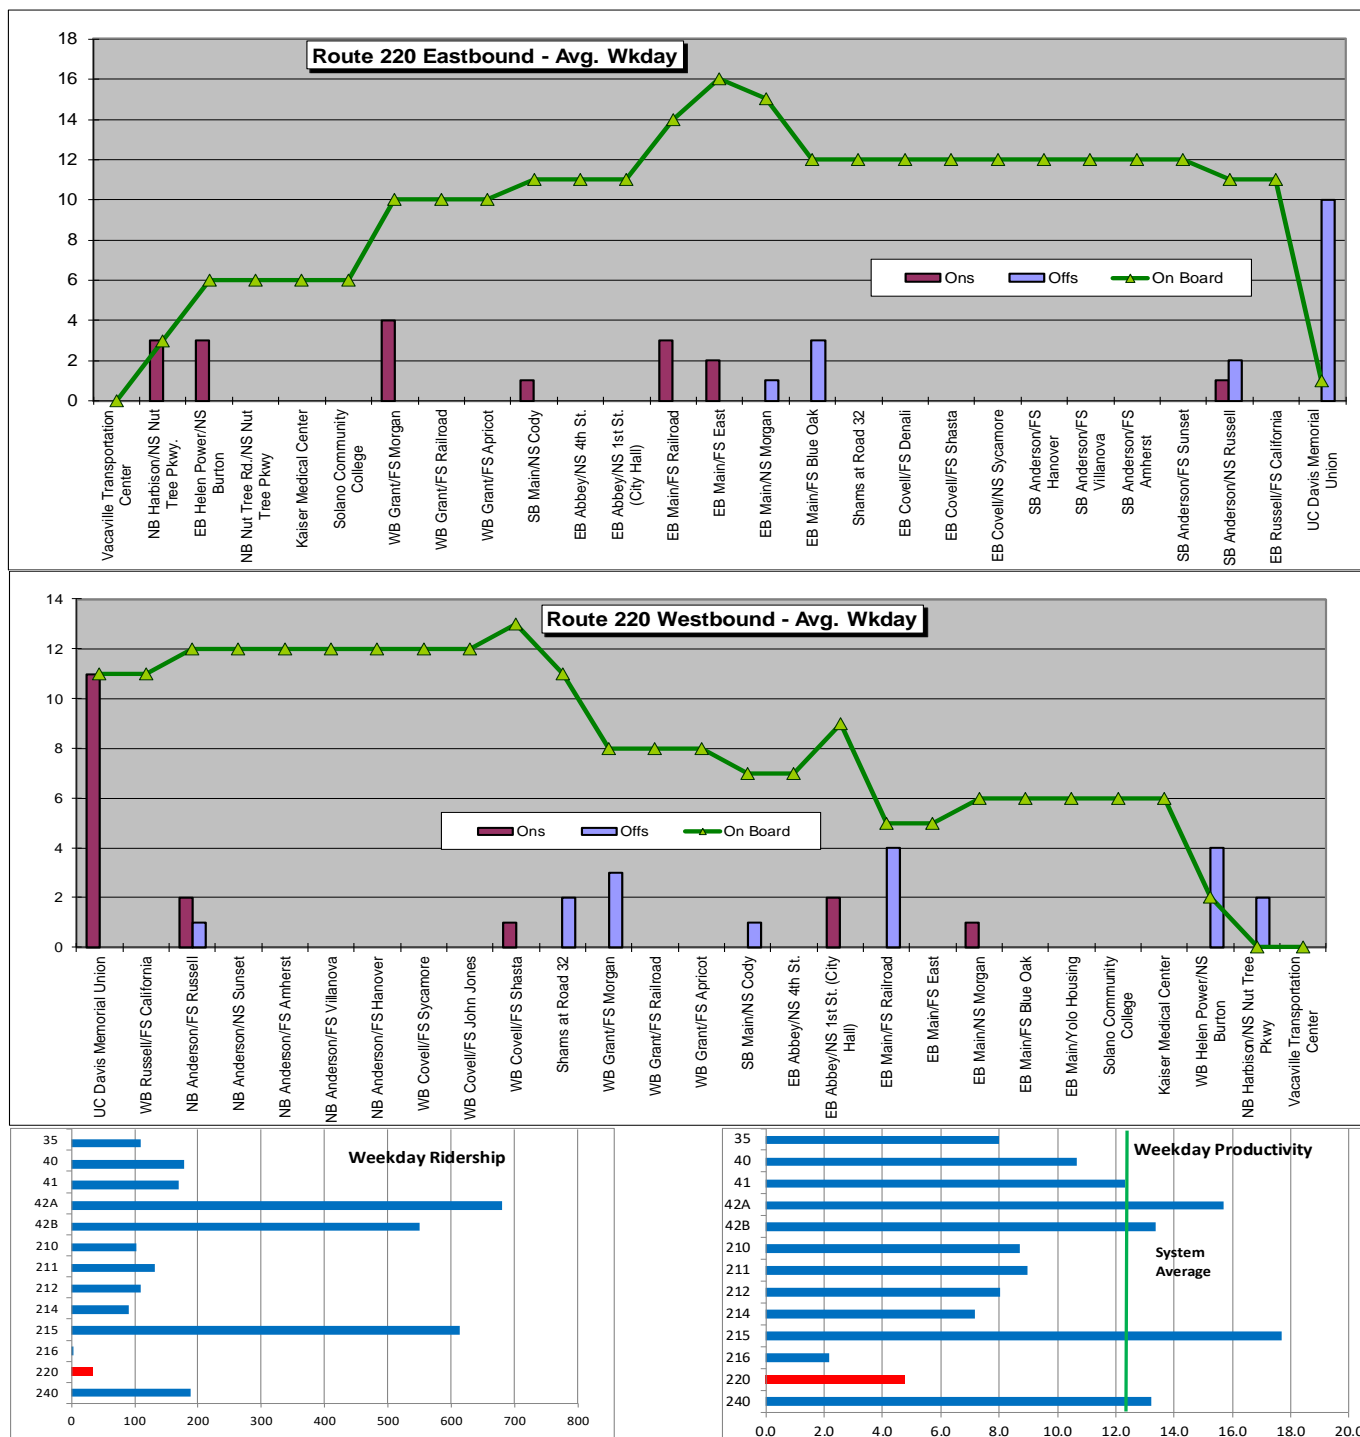 Route 220 Eastbound - Avg. Wkday
18
16
14
12
10
8
6
4
2
0
Ons
Offs
On Board
Vacaville Transportation
Center
NB Harbison/NS Nut
Tree Pkwy.
EB Helen Power/NS
Burton
NB Nut Tree Rd./NS Nut
Tree Pkwy
Kaiser Medical Center
Solano Community
College
WB Grant/FS Morgan
WB Grant/FS Railroad
WB Grant/FS Apricot
SB Main/NS Cody
EB Abbey/NS 4th St.
EB Abbey/NS 1st St.
(City Hall)
EB Main/FS Railroad
EB Main/FS East
EB Main/NS Morgan
EB Main/FS Blue Oak
Shams at Road 32
EB Covell/FS Denali
EB Covell/FS Shasta
EB Covell/NS Sycamore
SB Anderson/FS
Hanover
SB Anderson/FS
Villanova
SB Anderson/FS
Amherst
SB Anderson/FS Sunset
SB Anderson/NS Russell
EB Russell/FS California
UC Davis Memorial
Union
Route 220 Westbound - Avg. Wkday
14
12
10
8
6
4
2
0
Ons
Offs
On Board
UC Davis Memorial Union
WB Russell/FS California
NB Anderson/FS Russell
NB Anderson/NS Sunset
NB Anderson/FS Amherst
NB Anderson/FS Villanova
NB Anderson/FS Hanover
WB Covell/FS Sycamore
WB Covell/FS John Jones
WB Covell/FS Shasta
Shams at Road 32
WB Grant/FS Morgan
WB Grant/FS Railroad
WB Grant/FS Apricot
SB Main/NS Cody
EB Abbey/NS 4th St.
EB Abbey/NS 1st St. (City
Hall)
EB Main/FS Railroad
EB Main/FS East
EB Main/NS Morgan
EB Main/FS Blue Oak
EB Main/Yolo Housing
Solano Community
College
Kaiser Medical Center
WB Helen Power/NS
Burton
NB Harbison/NS Nut Tree
Pkwy
Vacaville Transportation
Center
Weekday Ridership
35
40
41
42A
42B
210
211
212
214
215
216
220
240
0 100 200 300 400 500 600 700 800
Weekday Productivity
System
Average
35
40
41
42A
42B
210
211
212
214
215
216
220
240
0.0 2.0 4.0 6.0 8.0 10.0 12.0 14.0 16.0 18.0 20.0